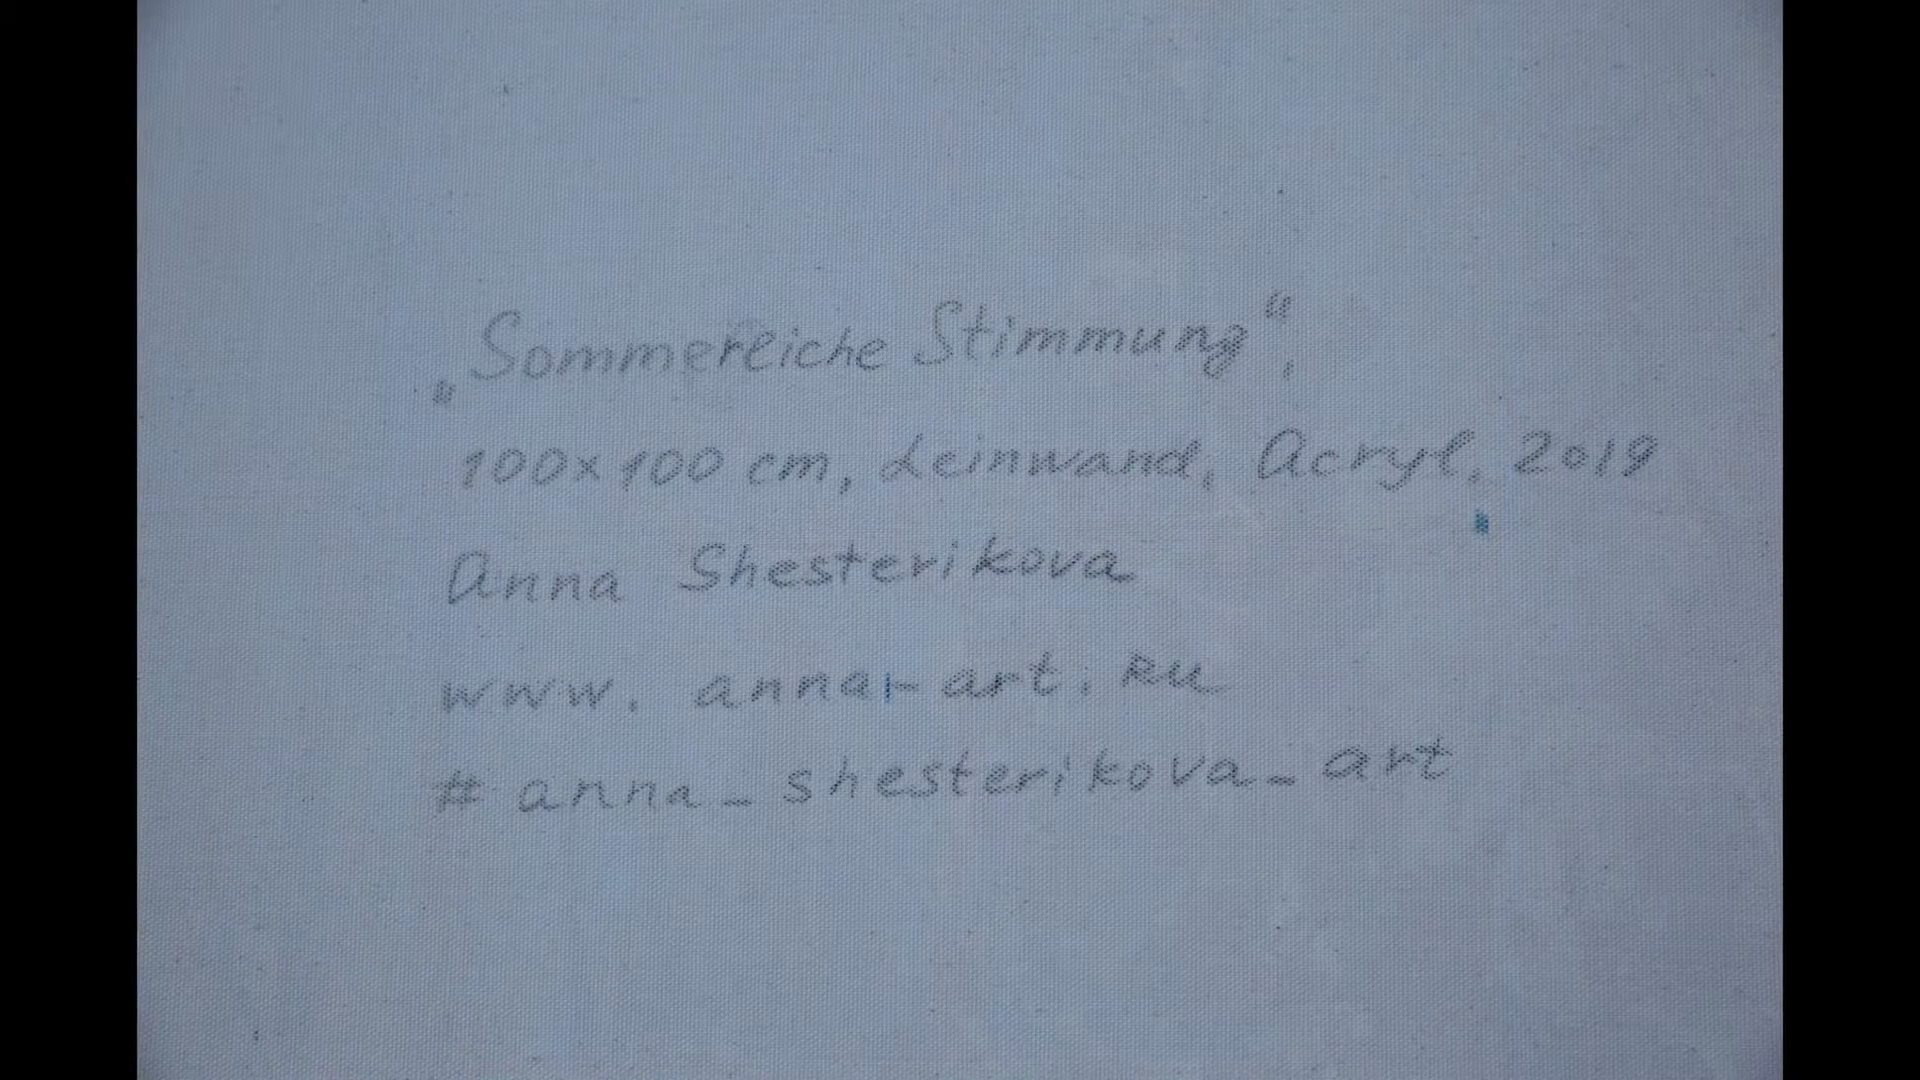 „Sommerliche Stimmung“,
100x100 cm, Leinwand, Acryl, 2019
Anna Shesterikova
www. anna-art. ru
# anna_shesterikova_art